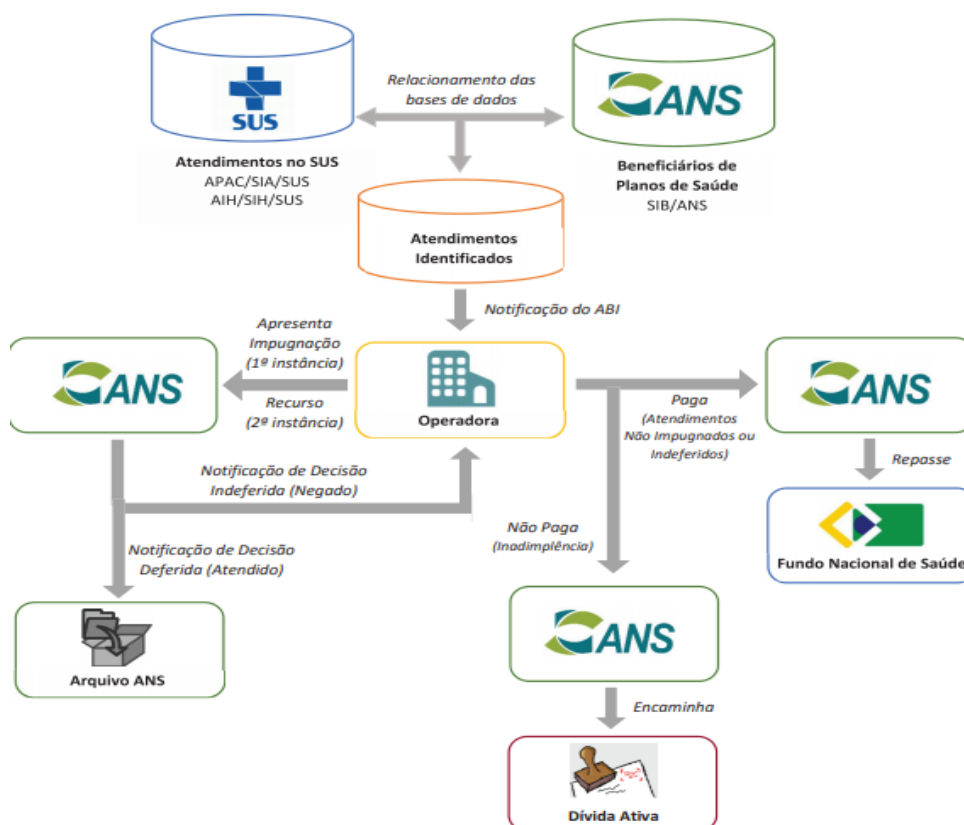 Relacionamento das
bases de dados
SUS
ANS
Atendimentos no SUS
APAC/SIA/SUS
AIH/SIH/SUS
Beneficiários de
Planos de Saúde
SIB/ANS
Atendimentos
Identificados
Notificação do ABI
Apresenta
Impugnação
(1ª instância)
Recurso
(2ª instância)
ANS
Operadora
Paga
(Atendimentos
Não Impugnados ou
Indeferidos)
ANS
Repasse
Fundo Nacional de Saúde
Notificação de Decisão
Indeferida (Negado)
Notificação de Decisão
Deferida (Atendido)
Arquivo ANS
Não Paga
(Inadimplência)
ANS
Encaminha
Dívida Ativa